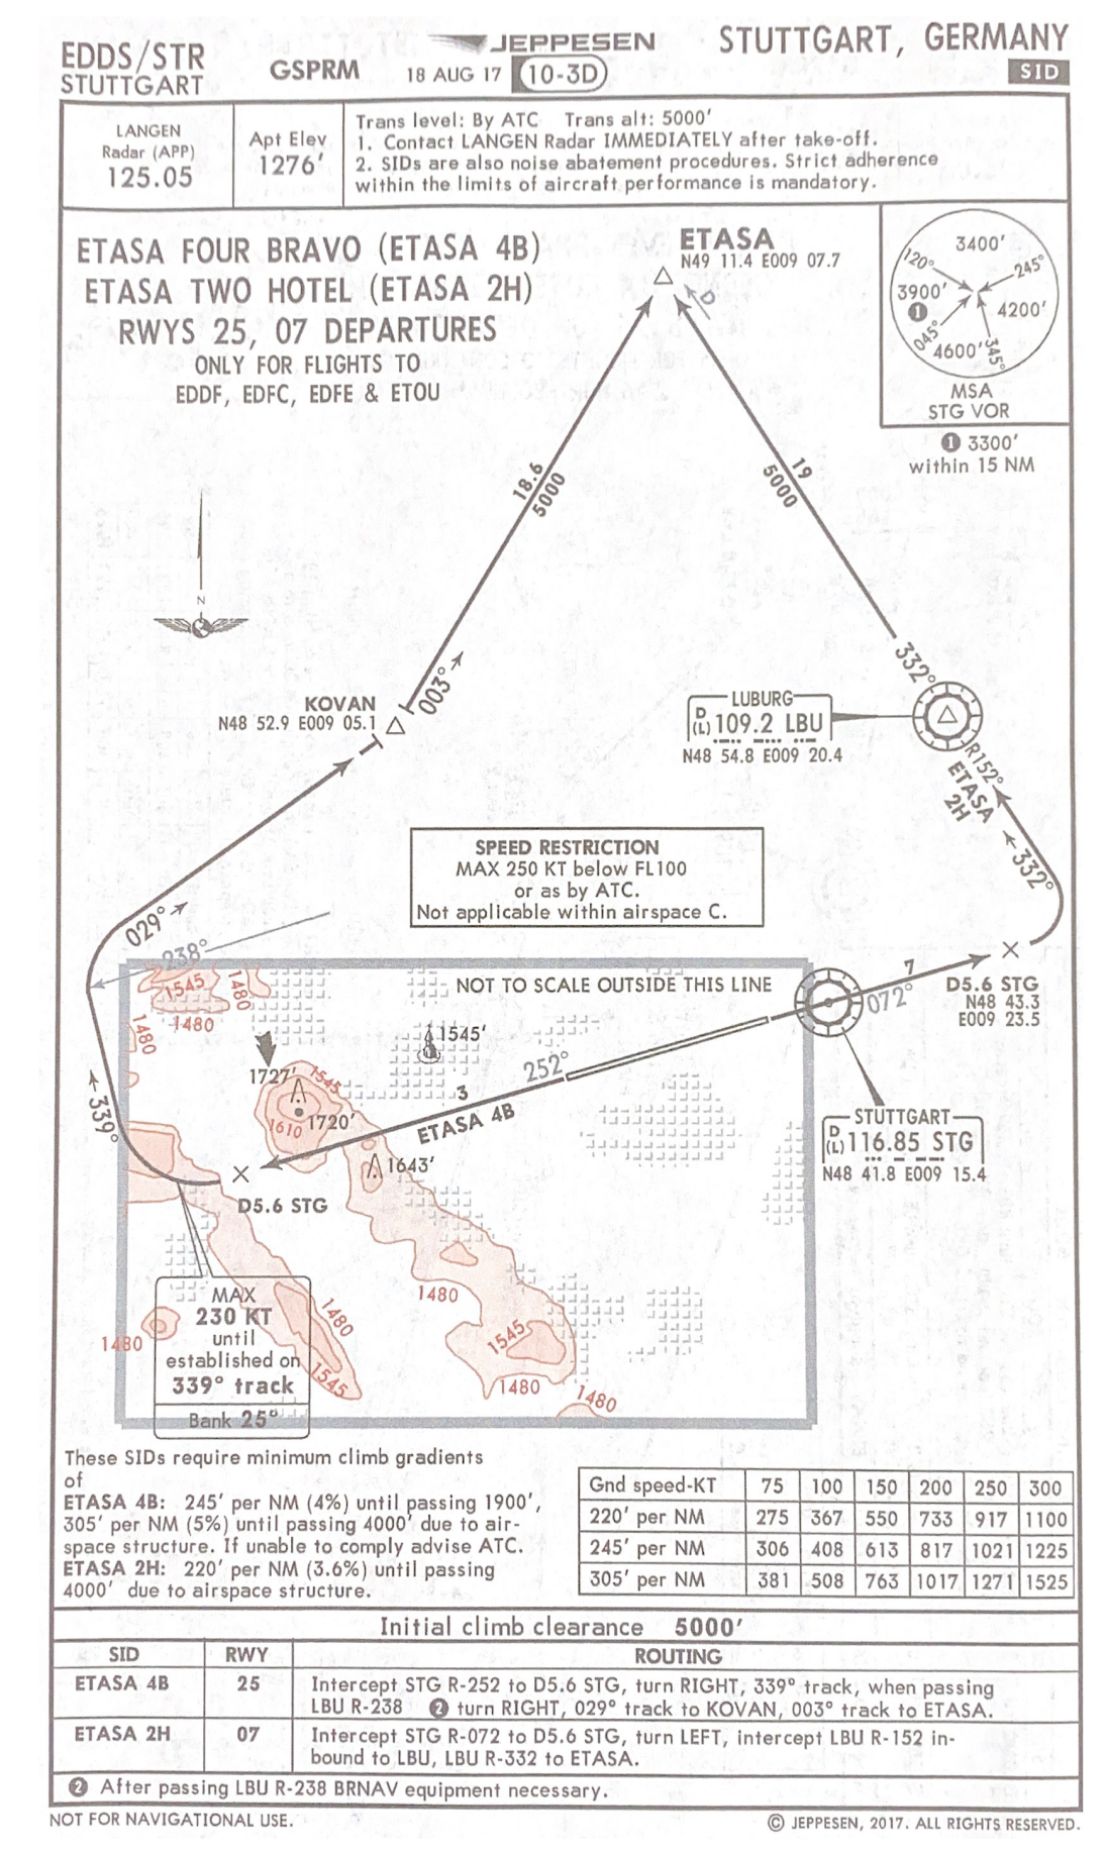 EDDS/STR
STUTTGART
GSPRM
JEPPESEN
18 AUG 17
10-3D
STUTTGART, GERMANY
SID
LANGEN
Radar (APP)
125.05
Apt Elev
1276'
Trans level: By ATC Trans alt: 5000'
1. Contact LANGEN Radar IMMEDIATELY after take-off.
2. SIDs are also noise abatement procedures. Strict adherence
within the limits of aircraft performance is mandatory.
ETASA FOUR BRAVO (ETASA 4B)
ETASA TWO HOTEL (ETASA 2H)
RWYS 25, 07 DEPARTURES
ONLY FOR FLIGHTS TO
EDDF, EDFC, EDFE & ETOU
ETASA
N49 11.4 E009 07.7
3400'
120°
245°
3900'
1
4200'
045°
4600'
345°
MSA
STG VOR
1 3300'
within 15 NM
18.6
5000
19
5000
N
003°
332°
KOVAN
N48 52.9 E009 05.1
LUBURG
D
(L) 109.2 LBU
N48 54.8 E009 20.4
R152°
ETASA
2H
332°
SPEED RESTRICTION
MAX 250 KT below FL100
or as by ATC.
Not applicable within airspace C.
029°
238°
NOT TO SCALE OUTSIDE THIS LINE
7
072°
D5.6 STG
N48 43.3
E009 23.5
1545
1480
1480
1480
1545'
1727'
1545
1720'
1610
252°
3
ETASA 4B
1643'
339°
D5.6 STG
STUTTGART
D
(L) 116.85 STG
N48 41.8 E009 15.4
1480
1480
1480
1545
1545
1480
1480
MAX
230 KT
until
established on
339° track
Bank 25°
These SIDs require minimum climb gradients
of
ETASA 4B: 245' per NM (4%) until passing 1900',
305' per NM (5%) until passing 4000' due to air-
space structure. If unable to comply advise ATC.
ETASA 2H: 220' per NM (3.6%) until passing
4000' due to airspace structure.
Gnd speed-KT 75 100 150 200 250 300
220' per NM 275 367 550 733 917 1100
245' per NM 306 408 613 817 1021 1225
305' per NM 381 508 763 1017 1271 1525
Initial climb clearance 5000'
SID RWY ROUTING
ETASA 4B 25 Intercept STG R-252 to D5.6 STG, turn RIGHT, 339° track, when passing
LBU R-238 2 turn RIGHT, 029° track to KOVAN, 003° track to ETASA.
ETASA 2H 07 Intercept STG R-072 to D5.6 STG, turn LEFT, intercept LBU R-152 in-
bound to LBU, LBU R-332 to ETASA.
2 After passing LBU R-238 BRNAV equipment necessary.
NOT FOR NAVIGATIONAL USE.
© JEPPESEN, 2017. ALL RIGHTS RESERVED.